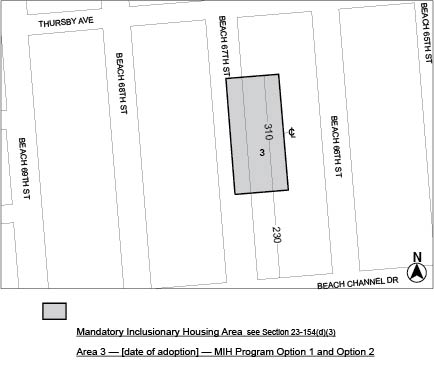 THURSBY AVE
BEACH 69TH ST
BEACH 68TH ST
BEACH 67TH ST
BEACH 66TH ST
BEACH 65TH ST
310
℄
3
230
N
BEACH CHANNEL DR
Mandatory Inclusionary Housing Area see Section 23-154(d)(3)
Area 3 — [date of adoption] — MIH Program Option 1 and Option 2